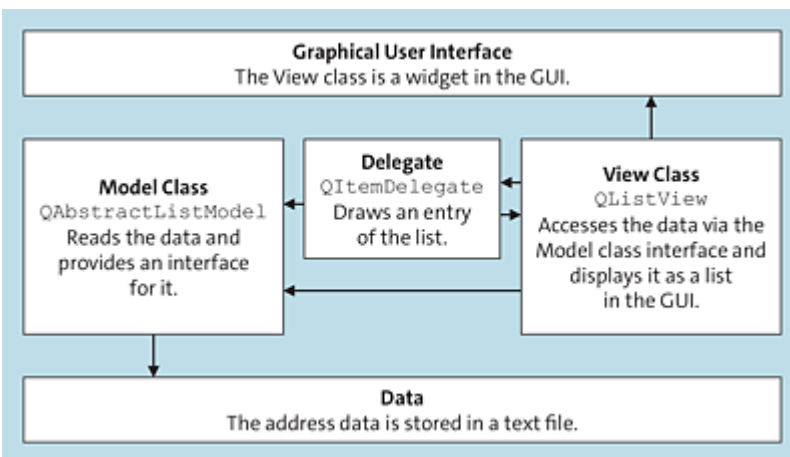 Graphical User Interface
The View class is a widget in the GUI.
Model Class
QAbstractListModel
Reads the data and
provides an interface
for it.
Delegate
QItemDelegate
Draws an entry
of the list.
View Class
QListView
Accesses the data via the
Model class interface and
displays it as a list
in the GUI.
Data
The address data is stored in a text file.